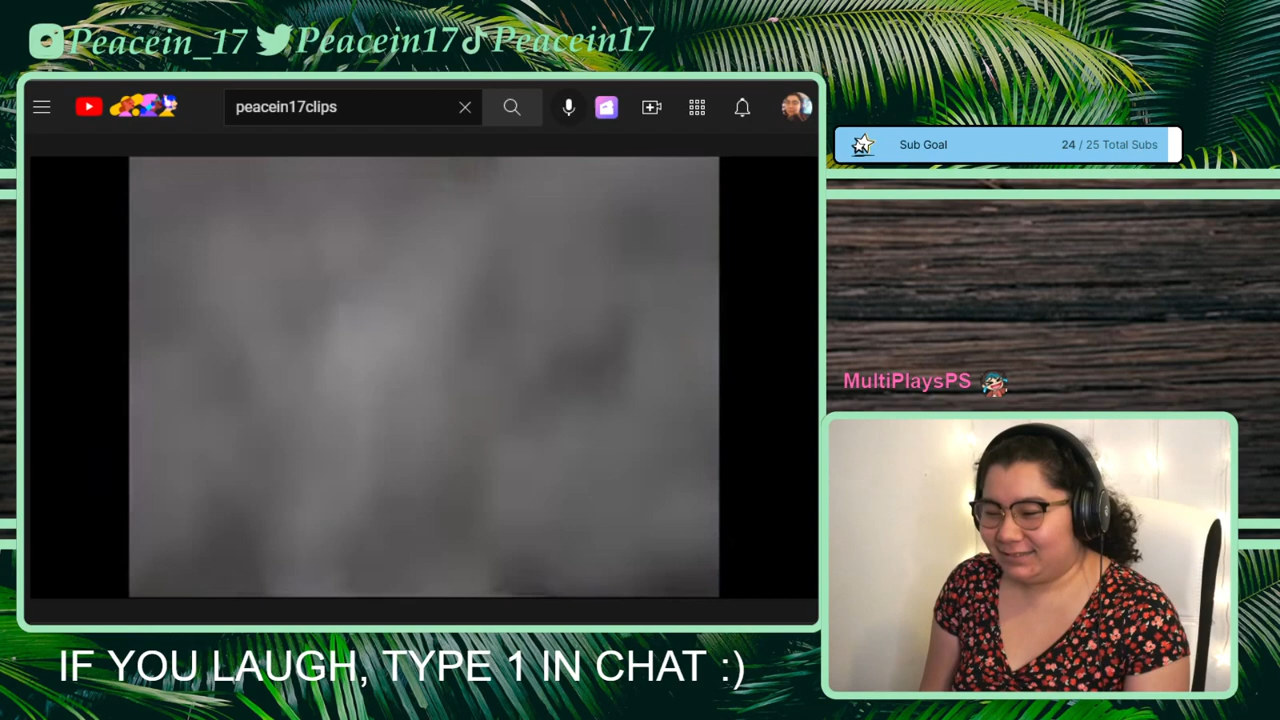 Peacein_17 Peacein17 Peacein17
peacein17clips
Sub Goal 24 / 25 Total Subs
MultiPlaysPS
IF YOU LAUGH, TYPE 1 IN CHAT :)